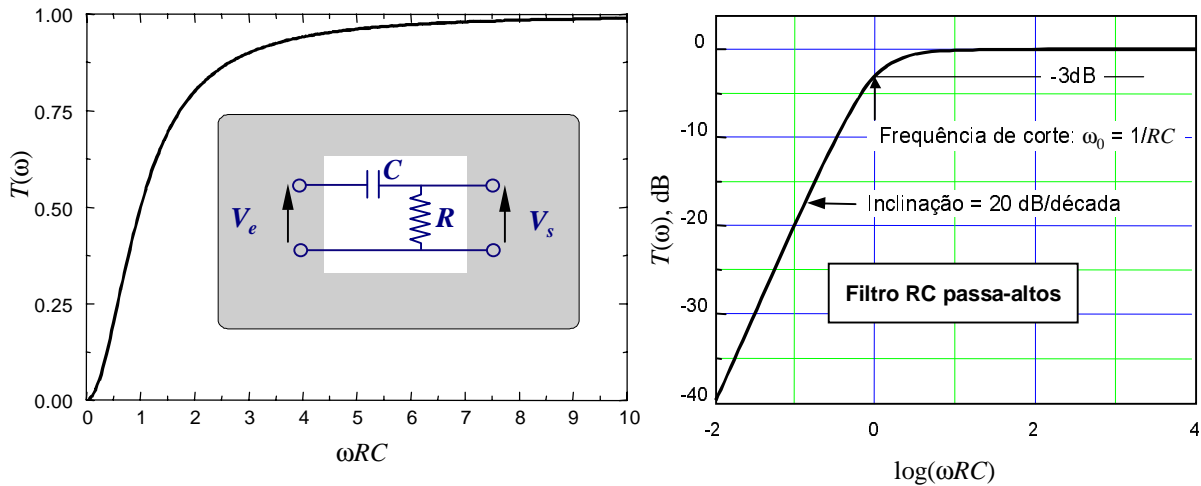 1.00
0.75
0.50
0.25
0.00
T(ω)
0 1 2 3 4 5 6 7 8 9 10
ωRC
C
R
V_e
V_s
0
-10
-20
-30
-40
T(ω), dB
-3dB
Frequência de corte: ω₀ = 1/RC
Inclinação = 20 dB/década
Filtro RC passa-altos
-2 0 2 4
log(ωRC)